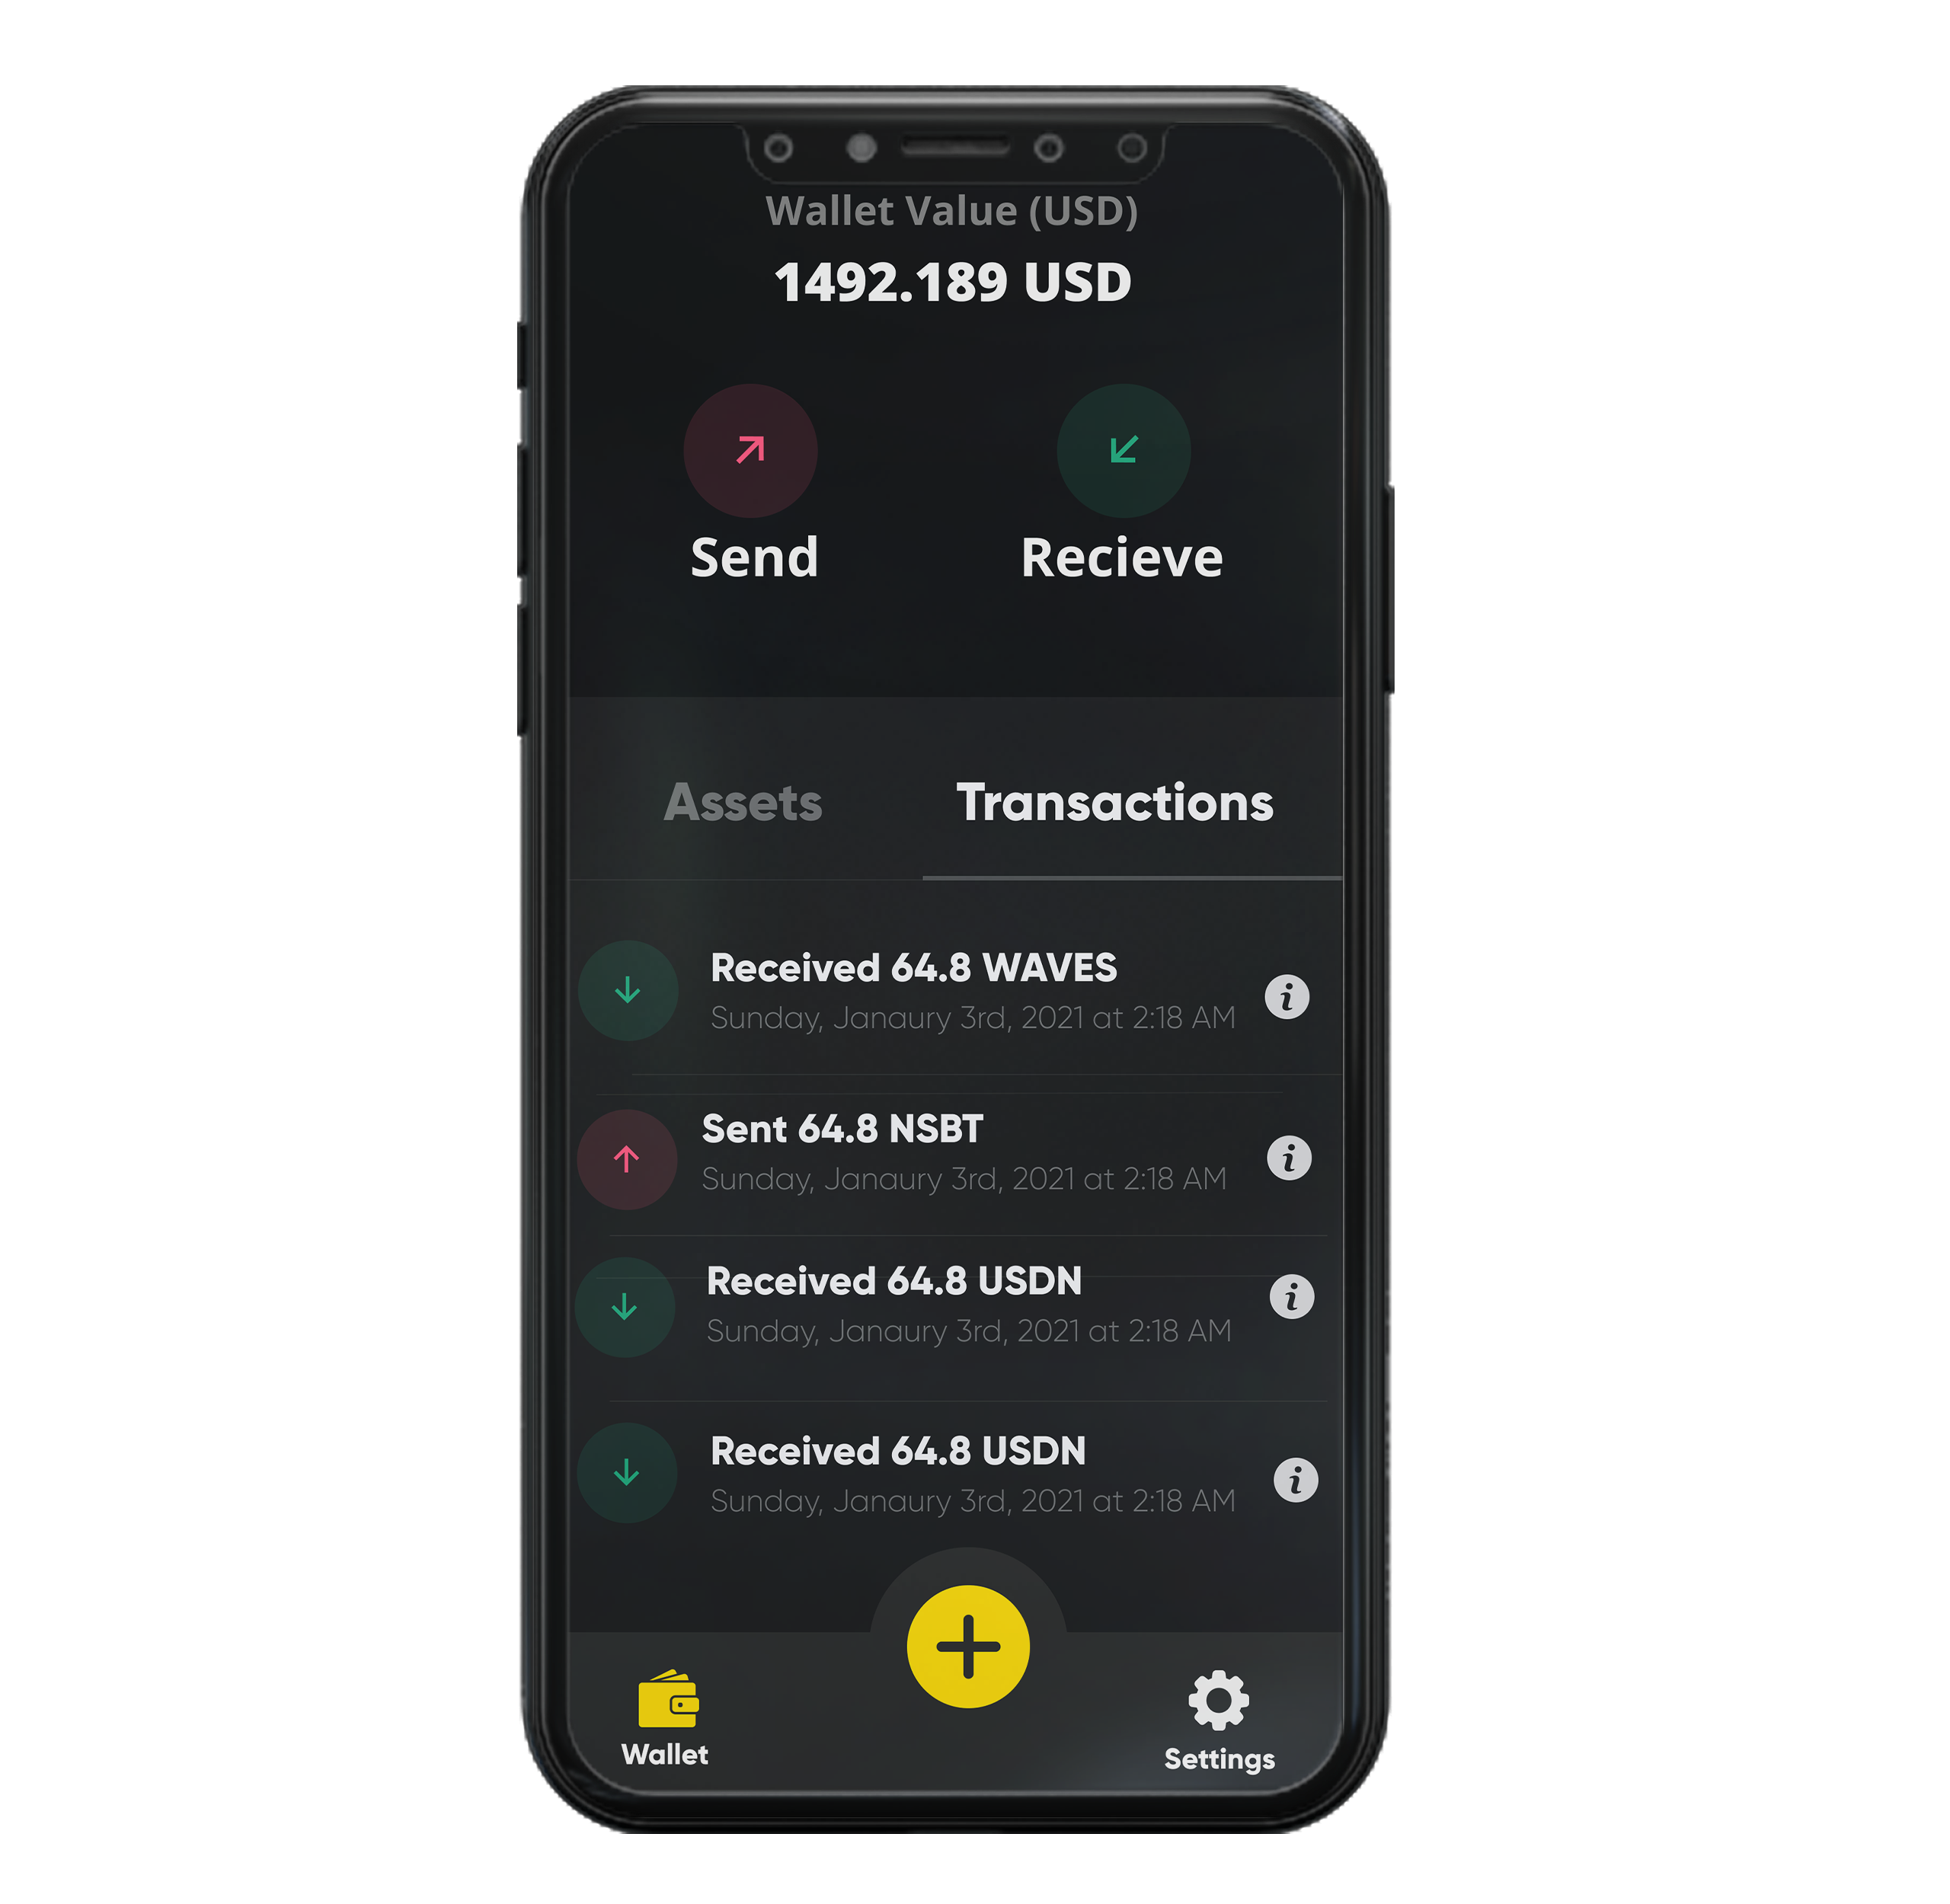 Wallet Value (USD)
1492.189 USD
Send
Recieve
Assets
Transactions
Received 64.8 WAVES
Sunday, Janaury 3rd, 2021 at 2:18 AM
Sent 64.8 NSBT
Sunday, Janaury 3rd, 2021 at 2:18 AM
Received 64.8 USDN
Sunday, Janaury 3rd, 2021 at 2:18 AM
Received 64.8 USDN
Sunday, Janaury 3rd, 2021 at 2:18 AM
Wallet
Settings